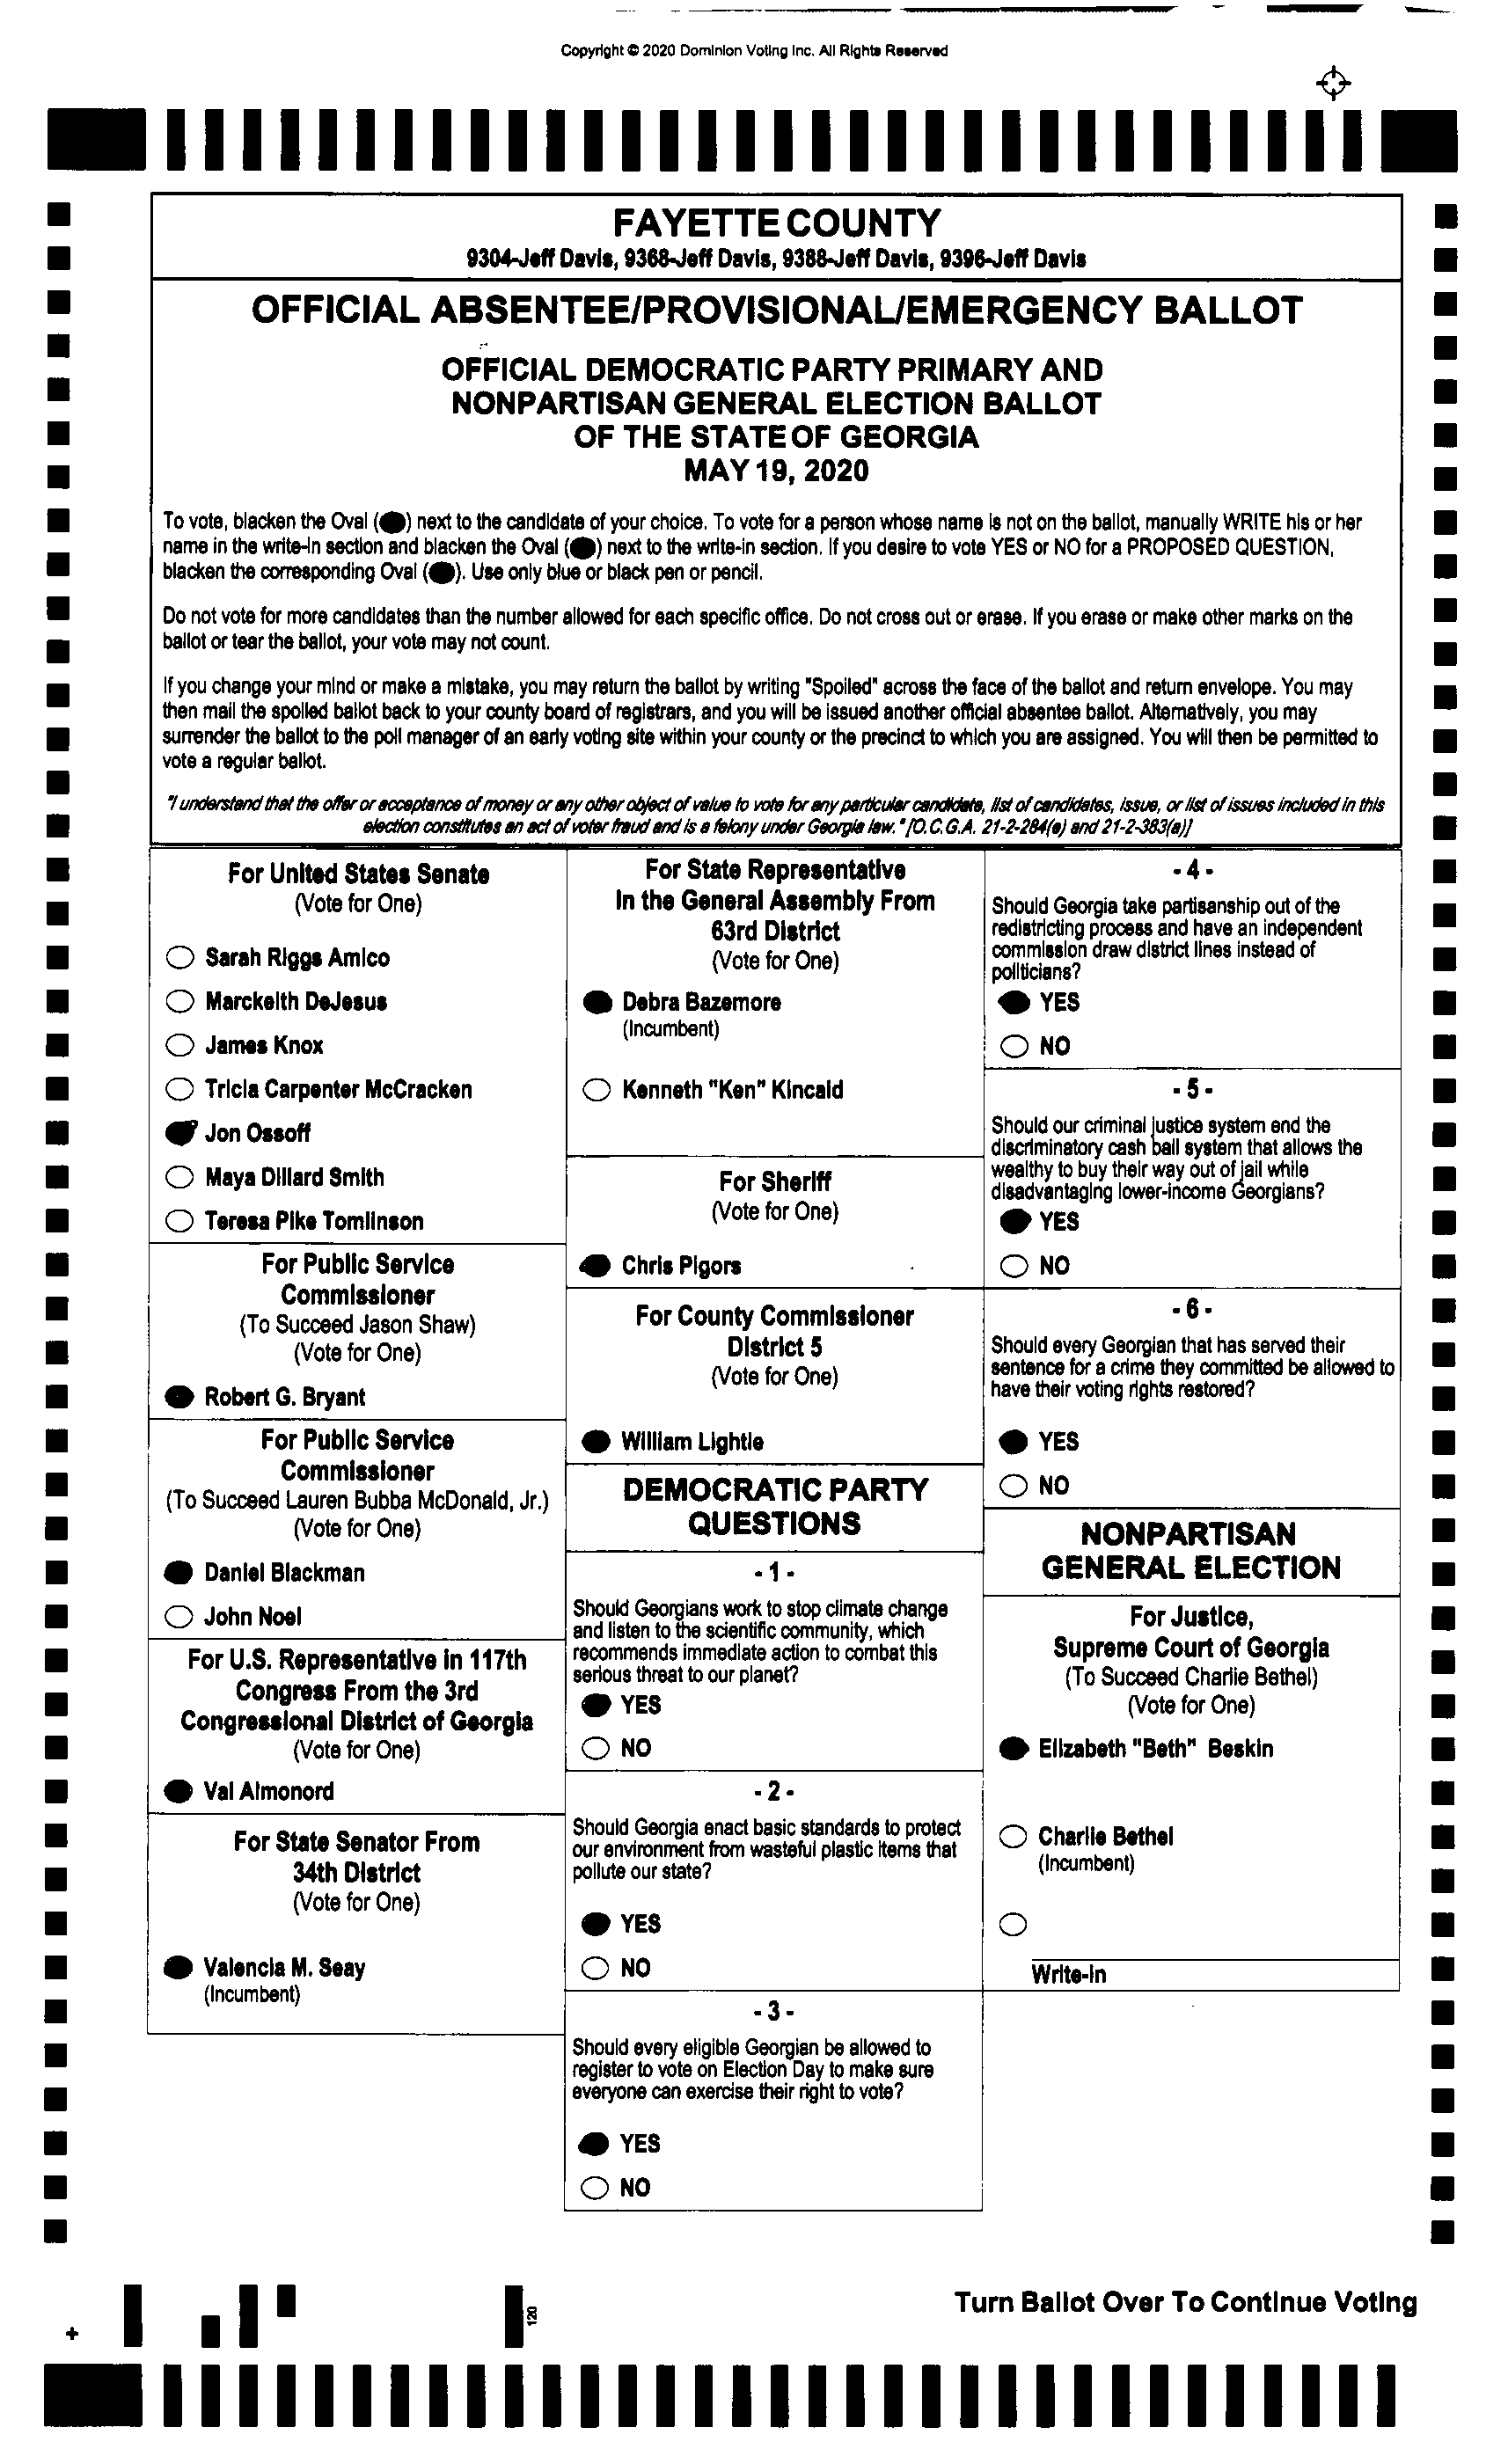 Copyright © 2020 Dominion Voting Inc. All Rights Reserved
FAYETTE COUNTY
9304-Jeff Davis, 9368-Jeff Davis, 9388-Jeff Davis, 9396-Jeff Davis
OFFICIAL ABSENTEE/PROVISIONAL/EMERGENCY BALLOT
OFFICIAL DEMOCRATIC PARTY PRIMARY AND
NONPARTISAN GENERAL ELECTION BALLOT
OF THE STATE OF GEORGIA
MAY 19, 2020
To vote, blacken the Oval (●) next to the candidate of your choice. To vote for a person whose name is not on the ballot, manually WRITE his or her
name in the write-in section and blacken the Oval (●) next to the write-in section. If you desire to vote YES or NO for a PROPOSED QUESTION,
blacken the corresponding Oval (●). Use only blue or black pen or pencil.
Do not vote for more candidates than the number allowed for each specific office. Do not cross out or erase. If you erase or make other marks on the
ballot or tear the ballot, your vote may not count.
If you change your mind or make a mistake, you may return the ballot by writing "Spoiled" across the face of the ballot and return envelope. You may
then mail the spoiled ballot back to your county board of registrars, and you will be issued another official absentee ballot. Alternatively, you may
surrender the ballot to the poll manager of an early voting site within your county or the precinct to which you are assigned. You will then be permitted to
vote a regular ballot.
"I understand that the offer or acceptance of money or any other object of value to vote for any particular candidate, list of candidates, issue, or list of issues included in this
election constitutes an act of voter fraud and is a felony under Georgia law." [O.C.G.A. 21-2-284(e) and 21-2-383(a)]
For United States Senate
(Vote for One)
Sarah Riggs Amico
Marckeith DeJesus
James Knox
Tricia Carpenter McCracken
Jon Ossoff
Maya Dillard Smith
Teresa Pike Tomlinson
For Public Service
Commissioner
(To Succeed Jason Shaw)
(Vote for One)
Robert G. Bryant
For Public Service
Commissioner
(To Succeed Lauren Bubba McDonald, Jr.)
(Vote for One)
Daniel Blackman
John Noel
For U.S. Representative in 117th
Congress From the 3rd
Congressional District of Georgia
(Vote for One)
Val Almonord
For State Senator From
34th District
(Vote for One)
Valencia M. Seay
(Incumbent)
For State Representative
In the General Assembly From
63rd District
(Vote for One)
Debra Bazemore
(Incumbent)
Kenneth "Ken" Kincaid
For Sheriff
(Vote for One)
Chris Pigors
For County Commissioner
District 5
(Vote for One)
William Lightle
DEMOCRATIC PARTY
QUESTIONS
- 1 -
Should Georgians work to stop climate change
and listen to the scientific community, which
recommends immediate action to combat this
serious threat to our planet?
YES
NO
- 2 -
Should Georgia enact basic standards to protect
our environment from wasteful plastic items that
pollute our state?
YES
NO
- 3 -
Should every eligible Georgian be allowed to
register to vote on Election Day to make sure
everyone can exercise their right to vote?
YES
NO
- 4 -
Should Georgia take partisanship out of the
redistricting process and have an independent
commission draw district lines instead of
politicians?
YES
NO
- 5 -
Should our criminal justice system end the
discriminatory cash bail system that allows the
wealthy to buy their way out of jail while
disadvantaging lower-income Georgians?
YES
NO
- 6 -
Should every Georgian that has served their
sentence for a crime they committed be allowed to
have their voting rights restored?
YES
NO
NONPARTISAN
GENERAL ELECTION
For Justice,
Supreme Court of Georgia
(To Succeed Charlie Bethel)
(Vote for One)
Elizabeth "Beth" Beskin
Charlie Bethel
(Incumbent)
Write-in
120
Turn Ballot Over To Continue Voting